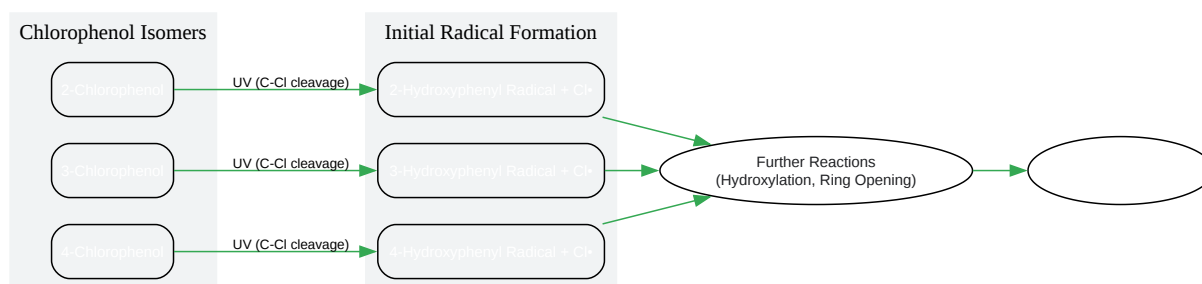 Chlorophenol Isomers
Initial Radical Formation
2-Chlorophenol
UV (C-Cl cleavage)
2-Hydroxyphenyl Radical + Cl•
3-Chlorophenol
UV (C-Cl cleavage)
3-Hydroxyphenyl Radical + Cl•
Further Reactions
(Hydroxylation, Ring Opening)
4-Chlorophenol
UV (C-Cl cleavage)
4-Hydroxyphenyl Radical + Cl•